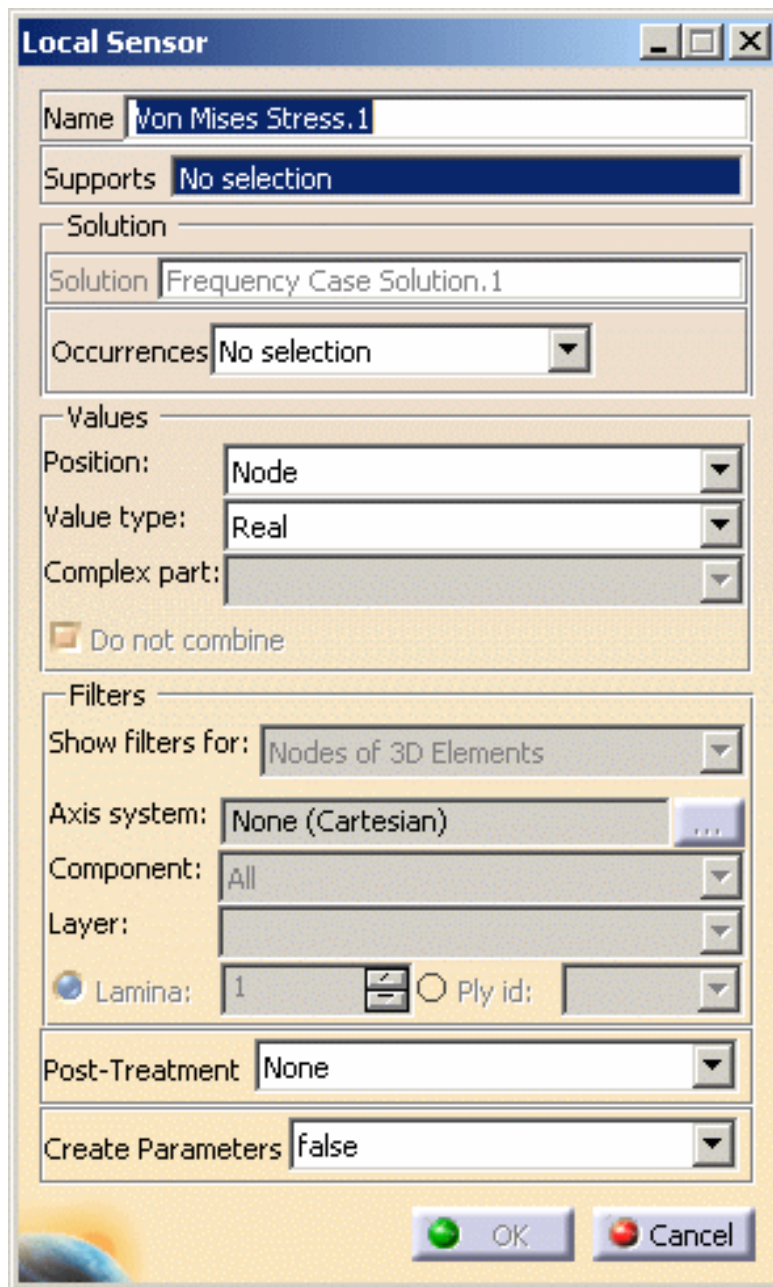 Local Sensor
Name Von Mises Stress.1
Supports No selection
Solution
Solution Frequency Case Solution.1
Occurrences No selection
Values
Position: Node
Value type: Real
Complex part:
Do not combine
Filters
Show filters for: Nodes of 3D Elements
Axis system: None (Cartesian) ...
Component: All
Layer:
Lamina: 1 Ply id:
Post-Treatment None
Create Parameters false
OK Cancel